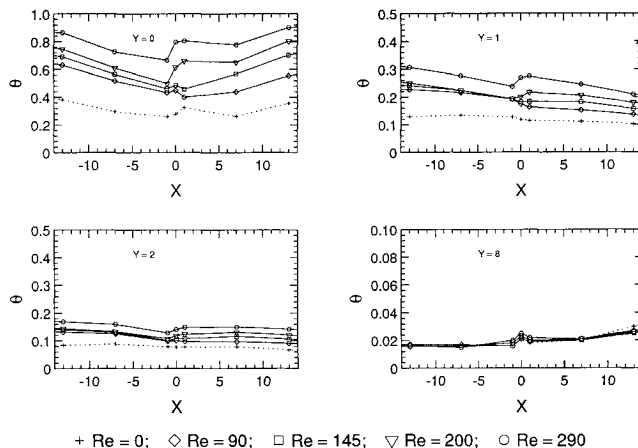 1.0
0.8
0.6
0.4
0.2
0
θ
Y = 0
-10 -5 0 5 10
X
0.5
0.4
0.3
0.2
0.1
0
θ
Y = 1
-10 -5 0 5 10
X
0.5
0.4
0.3
0.2
0.1
0
θ
Y = 2
-10 -5 0 5 10
X
0.10
0.08
0.06
0.04
0.02
0
θ
Y = 8
-10 -5 0 5 10
X
+ Re = 0; ◇ Re = 90; □ Re = 145; ▽ Re = 200; ○ Re = 290